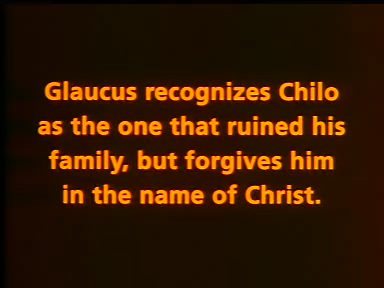 Glaucus recognizes Chilo
as the one that ruined his
family, but forgives him
in the name of Christ.